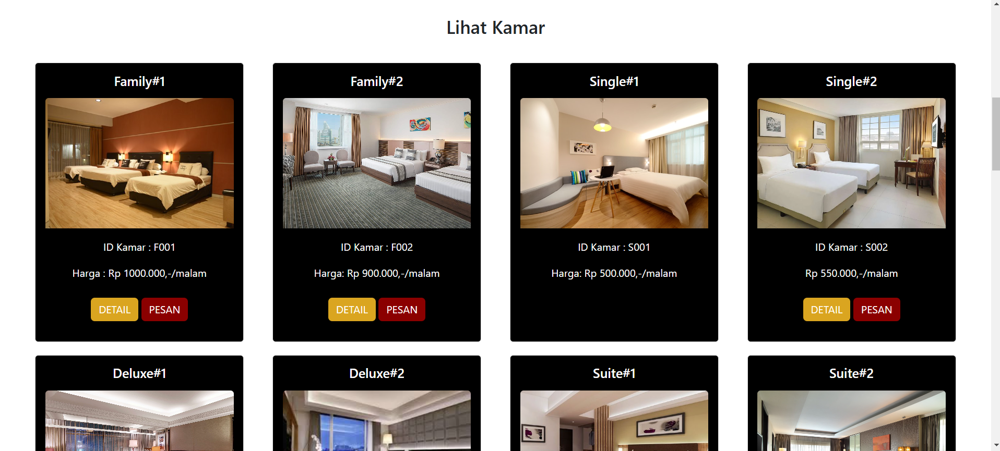 Lihat Kamar
Family#1
Family#2
Single#1
Single#2
ID Kamar : F001
ID Kamar : F002
ID Kamar : S001
ID Kamar : S002
Harga : Rp 1000.000,-/malam
Harga: Rp 900.000,-/malam
Harga: Rp 500.000,-/malam
Rp 550.000,-/malam
DETAIL PESAN
DETAIL PESAN
DETAIL PESAN
Deluxe#1
Deluxe#2
Suite#1
Suite#2